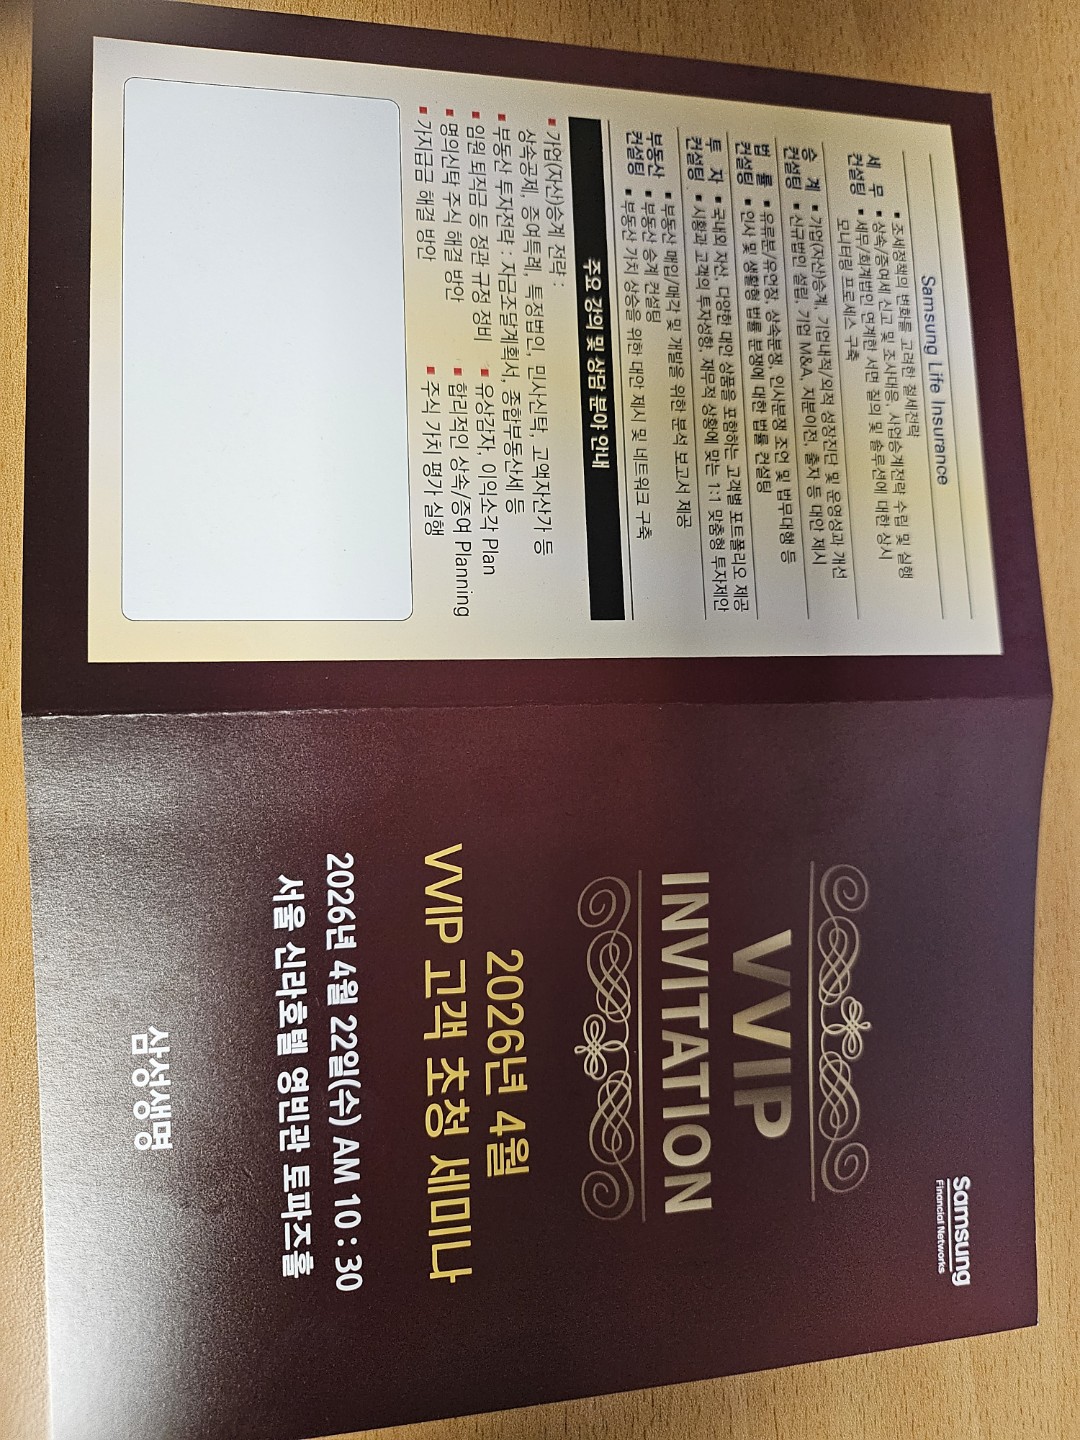 Samsung Life Insurance
세 무
컨설팅
▪ 조세정책의 변화를 고려한 절세전략
▪ 상속/증여세 신고 및 조사대응, 사업승계전략 수립 및 실행
▪ 세무/회계법인 연계한 서면 질의 및 솔루션에 대한 상시
모니터링 프로세스 구축
승 계
컨설팅
▪ 기업(자산)승계, 기업내적/외적 성장진단 및 운영성과 개선
▪ 신규법인 설립, 기업 M&A, 지분이전, 출자 등 대안 제시
법 률
컨설팅
▪ 유류분/유언장, 상속분쟁, 인사분쟁 조언 및 법무대행 등
▪ 인사 및 생활형 법률 분쟁에 대한 법률 컨설팅
투 자
컨설팅
▪ 국내외 자산, 다양한 대안 상품을 포함하는 고객별 포트폴리오 제공
▪ 시황과 고객의 투자성향, 재무적 상황에 맞는 1:1 맞춤형 투자제안
부동산
컨설팅
▪ 부동산 매입/매각 및 개발을 위한 분석 보고서 제공
▪ 부동산 승계 컨설팅
▪ 부동산 가치 상승을 위한 대안 제시 및 네트워크 구축
주요 강의 및 상담 분야 안내
▪ 가업(자산)승계 전략 :
상속공제, 증여특례, 특정법인, 민사신탁, 고액자산가 등
▪ 부동산 투자전략 : 자금조달계획서, 종합부동산세 등
▪ 임원 퇴직금 등 정관 규정 정비 ▪ 유상감자, 이익소각 Plan
▪ 명의신탁 주식 해결 방안 ▪ 합리적인 상속/증여 Planning
▪ 가지급금 해결 방안 ▪ 주식 가치 평가 실행
Samsung
Financial Networks
VVIP
INVITATION
2026년 4월
VVIP 고객 초청 세미나
2026년 4월 22일(수) AM 10 : 30
서울 신라호텔 영빈관 토파즈홀
삼성생명